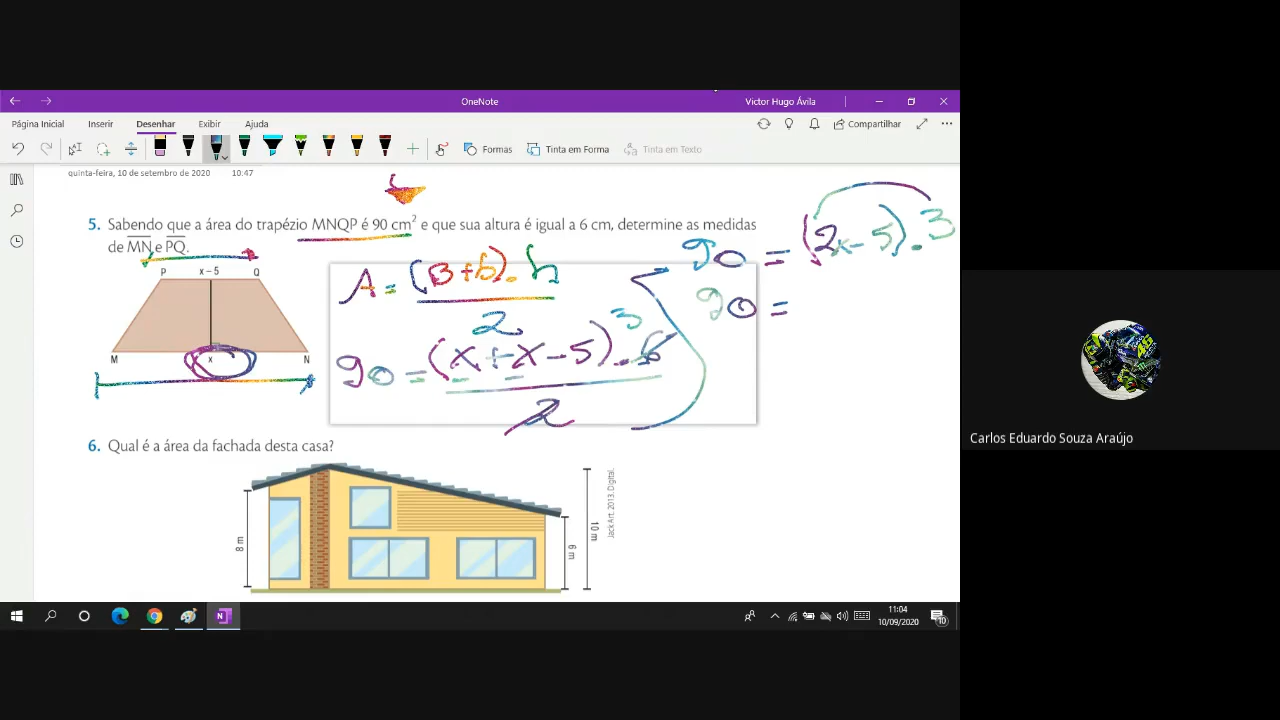 OneNote
Victor Hugo Ávila
Página Inicial Inserir Desenhar Exibir Ajuda
Compartilhar
Formas Tinta em Forma Tinta em Texto
quinta-feira, 10 de setembro de 2020 10:47
5. Sabendo que a área do trapézio MNQP é 90 cm² e que sua altura é igual a 6 cm, determine as medidas
de MN e PQ.
P x – 5 Q
M x N
A = (B + b) . h
2
90 = (x + x – 5) . 6 3
2
90 = (2x – 5) . 3
90 =
6. Qual é a área da fachada desta casa?
8 m
6 m
10 m
Jack Art. 2013. Digital.
Carlos Eduardo Souza Araújo
11:04
10/09/2020
10